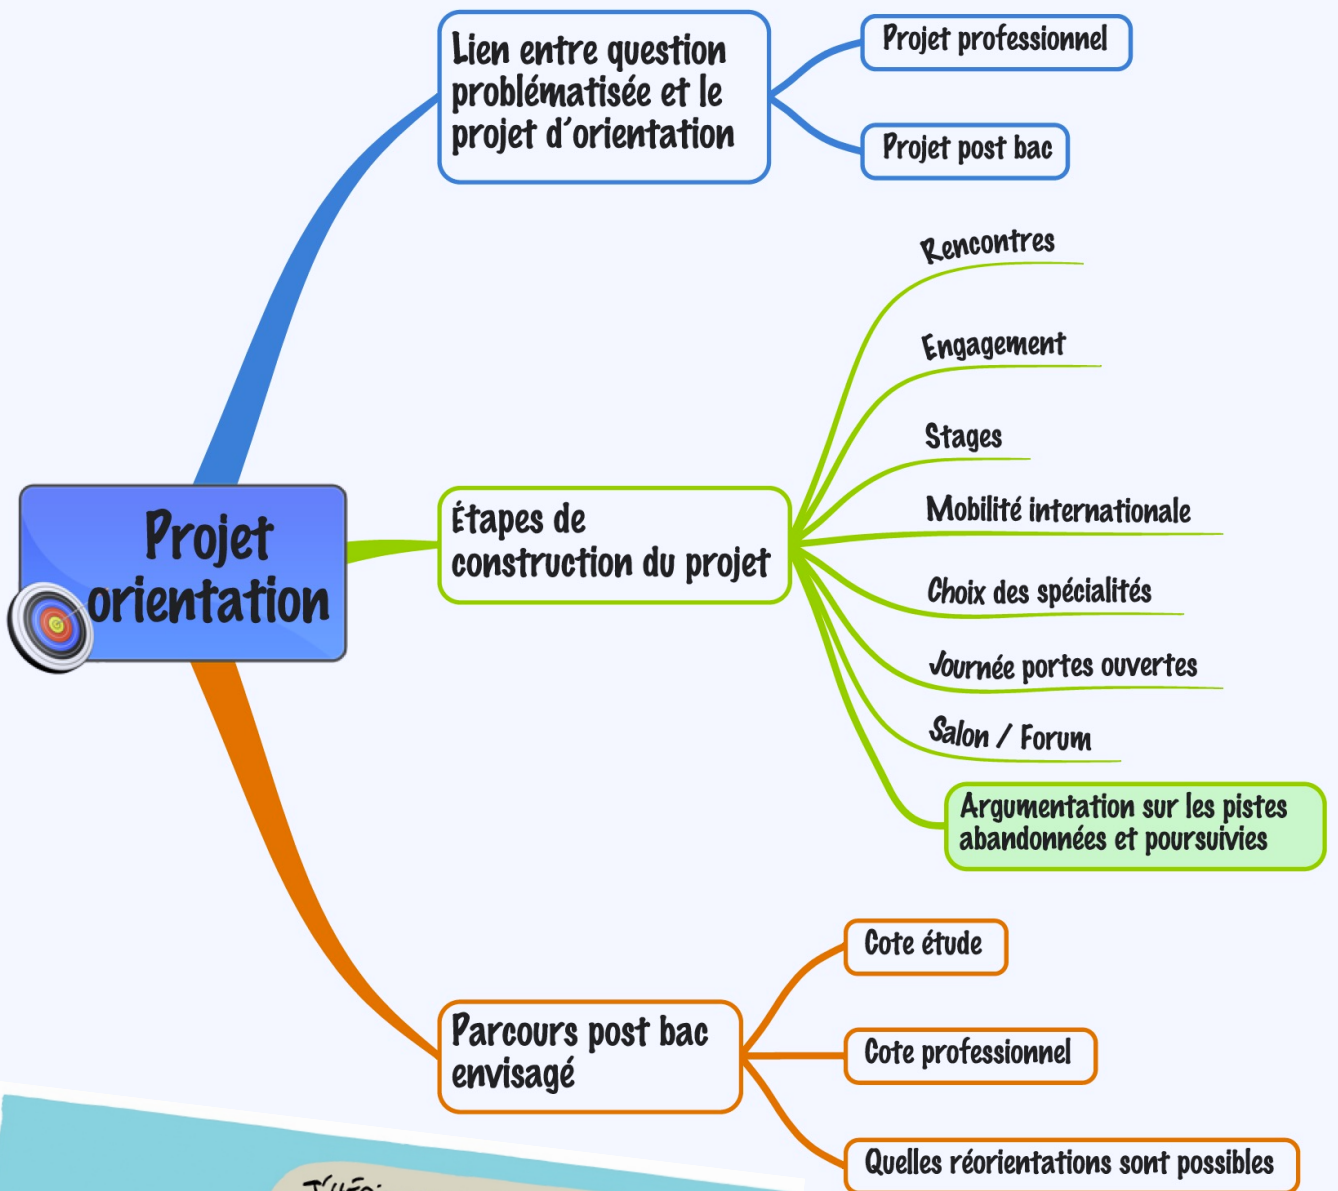 Lien entre question
problématisée et le
projet d'orientation
Projet professionnel
Projet post bac
Projet
orientation
Étapes de
construction du projet
Rencontres
Engagement
Stages
Mobilité internationale
Choix des spécialités
Journée portes ouvertes
Salon / Forum
Argumentation sur les pistes
abandonnées et poursuivies
Parcours post bac
envisagé
Cote étude
Cote professionnel
Quelles réorientations sont possibles